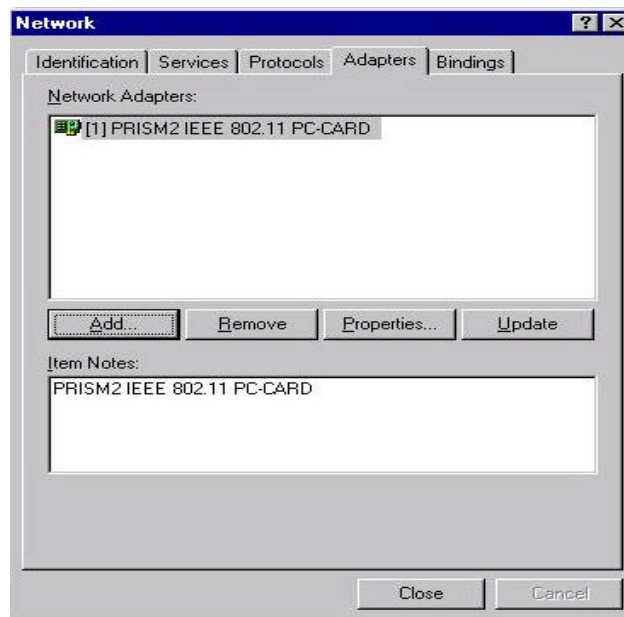 Network
Identification Services Protocols Adapters Bindings
Network Adapters:
[1] PRISM2 IEEE 802.11 PC-CARD
Add... Remove Properties... Update
Item Notes:
PRISM2 IEEE 802.11 PC-CARD
Close Cancel